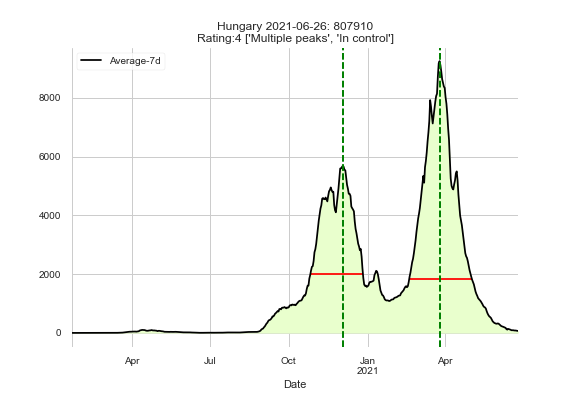 Hungary 2021-06-26: 807910
Rating:4 ['Multiple peaks', 'In control']
Average-7d
8000
6000
4000
2000
0
Apr
Jul
Oct
Jan
2021
Apr
Date